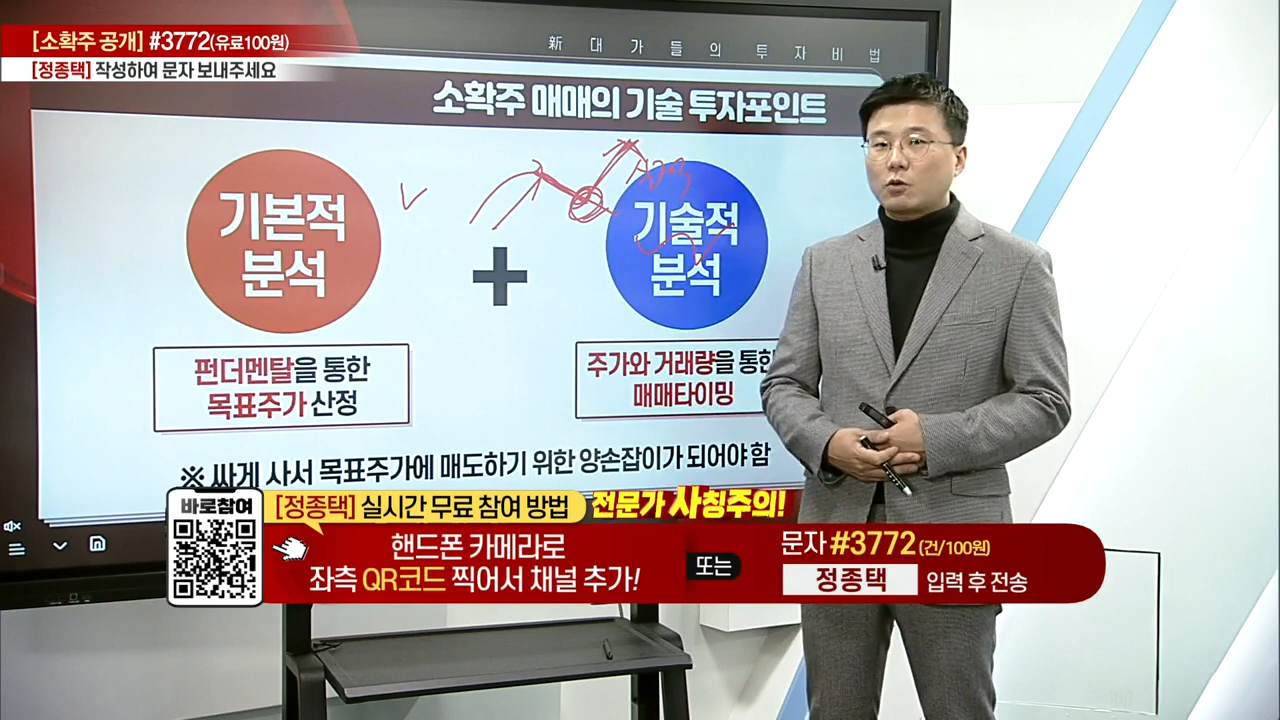 [소확주 공개] #3772(유료100원)
[정종택] 작성하여 문자 보내주세요
新 대가들의 투자비법
소확주 매매의 기술 투자포인트
기본적
분석
+
기술적
분석
펀더멘탈을 통한
목표주가 산정
주가와 거래량을 통한
매매타이밍
※ 싸게 사서 목표주가에 매도하기 위한 양손잡이가 되어야 함
바로참여
[정종택] 실시간 무료 참여 방법
전문가 사칭주의!
핸드폰 카메라로
좌측 QR코드 찍어서 채널 추가!
또는
문자 #3772 (건/100원)
정종택 입력 후 전송